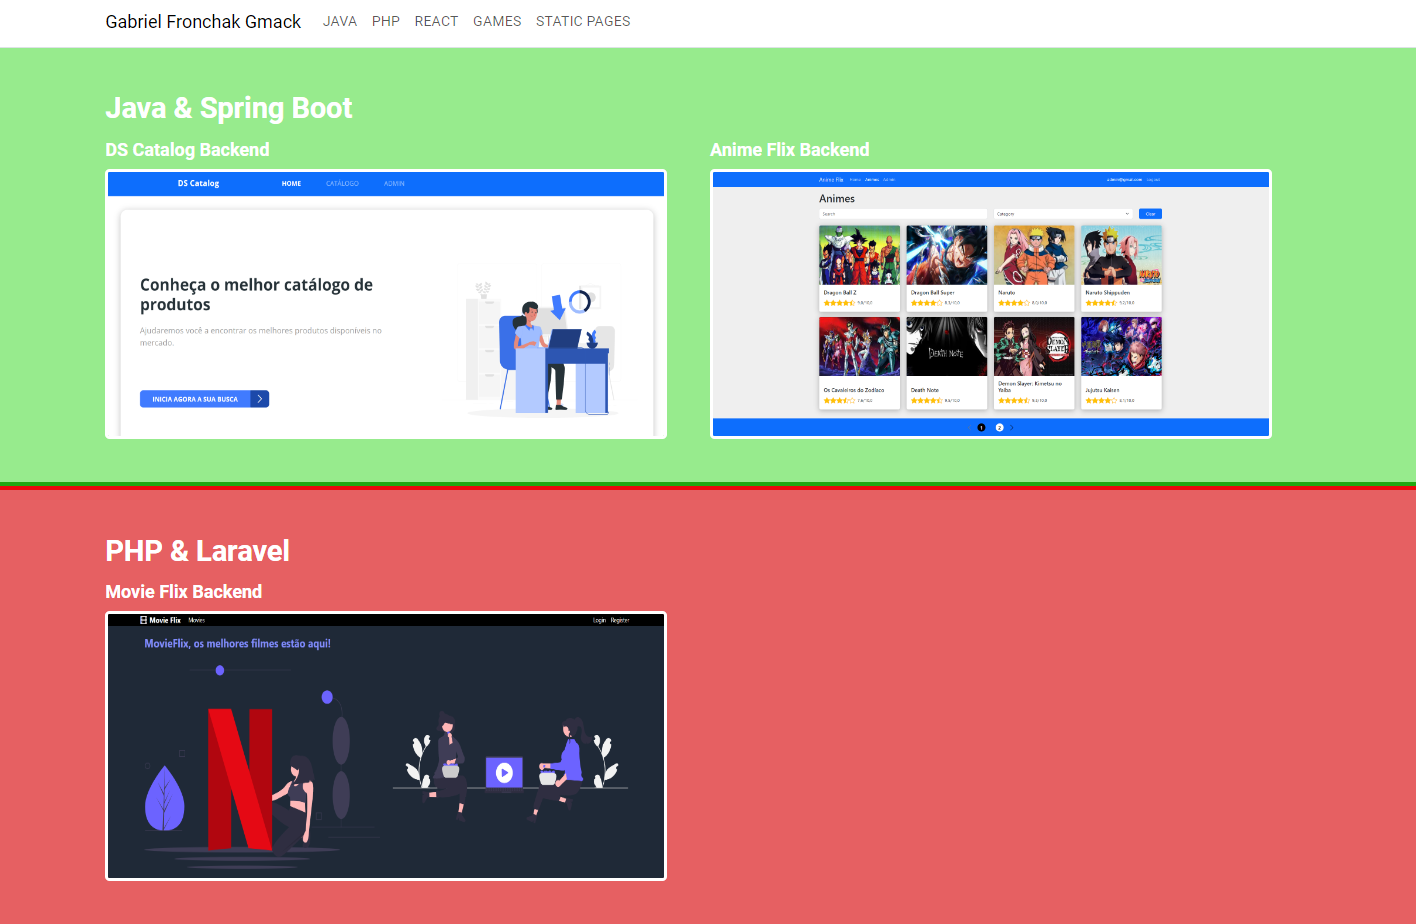 Gabriel Fronchak Gmack JAVA PHP REACT GAMES STATIC PAGES
Java & Spring Boot
DS Catalog Backend
DS Catalog HOME CATÁLOGO ADMIN
Conheça o melhor catálogo de
produtos
Ajudaremos você a encontrar os melhores produtos disponíveis no
mercado.
INICIA AGORA A SUA BUSCA
Anime Flix Backend
Anime Flix Home Animes Admin
Animes
Search Category Clear
Dragon Ball Z
Dragon Ball Super
Naruto
Naruto Shippuden
DEATH NOTE
DEMON SLAYER
Os Cavaleiros do Zodíaco
Death Note
Demon Slayer: Kimetsu no
Yaiba
Jujutsu Kaisen
1 2
PHP & Laravel
Movie Flix Backend
Movie Flix Movies Login Register
MovieFlix, os melhores filmes estão aqui!